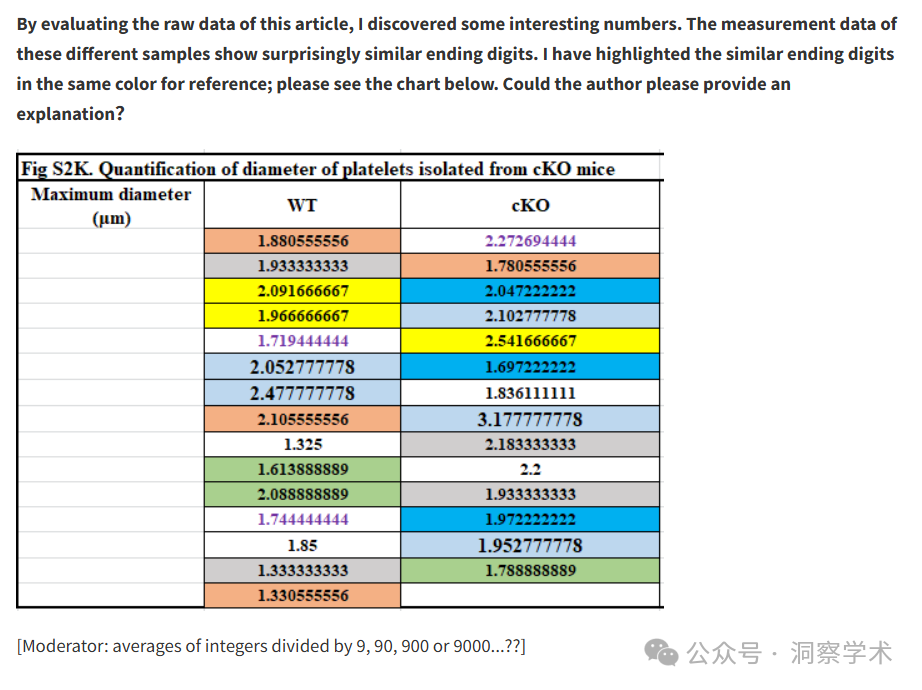 By evaluating the raw data of this article, I discovered some interesting numbers. The measurement data of
these different samples show surprisingly similar ending digits. I have highlighted the similar ending digits
in the same color for reference; please see the chart below. Could the author please provide an
explanation?
Fig S2K. Quantification of diameter of platelets isolated from cKO mice
Maximum diameter (μm) WT cKO
1.880555556 2.272694444
1.933333333 1.780555556
2.091666667 2.047222222
1.966666667 2.102777778
1.719444444 2.541666667
2.052777778 1.697222222
2.477777778 1.836111111
2.105555556 3.177777778
1.325 2.183333333
1.613888889 2.2
2.088888889 1.933333333
1.744444444 1.972222222
1.85 1.952777778
1.333333333 1.788888889
1.330555556
[Moderator: averages of integers divided by 9, 90, 900 or 9000...??]
公众号 · 洞察学术